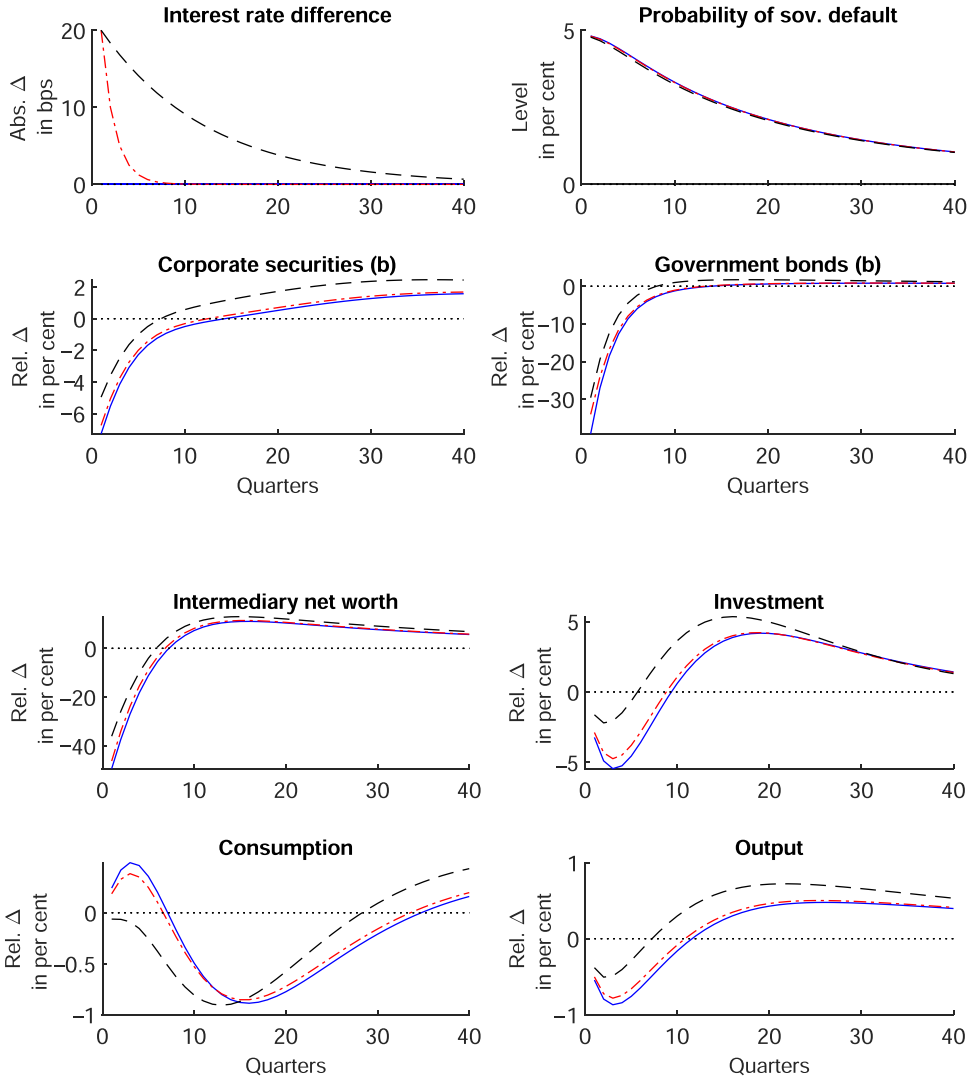 Interest rate difference
Abs. Δ
in bps
20
10
0
0 10 20 30 40
Probability of sov. default
Level
in per cent
5
0
0 10 20 30 40
Corporate securities (b)
Rel. Δ
in per cent
2
0
−2
−4
−6
0 10 20 30 40
Quarters
Government bonds (b)
Rel. Δ
in per cent
0
−10
−20
−30
0 10 20 30 40
Quarters
Intermediary net worth
Rel. Δ
in per cent
0
−20
−40
0 10 20 30 40
Investment
Rel. Δ
in per cent
5
0
−5
0 10 20 30 40
Consumption
Rel. Δ
in per cent
0
−0.5
−1
0 10 20 30 40
Quarters
Output
Rel. Δ
in per cent
1
0
−1
0 10 20 30 40
Quarters